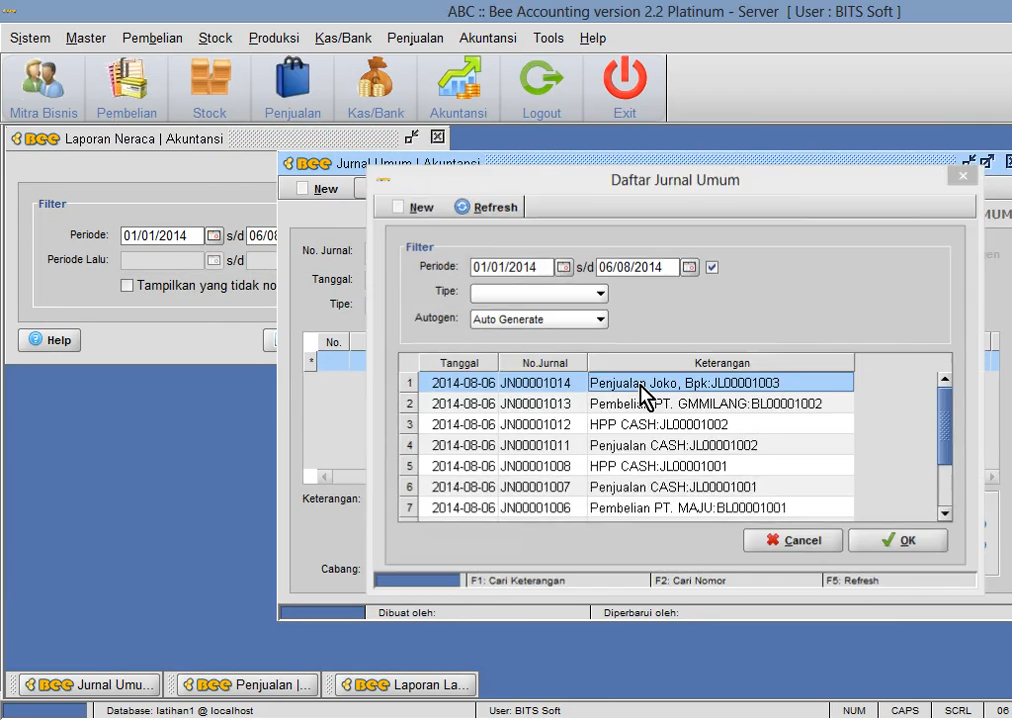 ABC :: Bee Accounting version 2.2 Platinum - Server [ User : BITS Soft ]
Sistem Master Pembelian Stock Produksi Kas/Bank Penjualan Akuntansi Tools Help
Mitra Bisnis Pembelian Stock Penjualan Kas/Bank Akuntansi Logout Exit
Bee Laporan Neraca | Akuntansi
Bee Jurnal Umum | Akuntansi
Daftar Jurnal Umum
New
New Refresh
Filter
Periode: 01/01/2014 s/d 06/08
Periode Lalu: s/d
Tampilkan yang tidak no
Help
No. Jurnal:
Tanggal:
Tipe:
No.
*
Keterangan:
Cabang:
Filter
Periode: 01/01/2014 s/d 06/08/2014
Tipe:
Autogen: Auto Generate
Tanggal No.Jurnal Keterangan
1 2014-08-06 JN00001014 Penjualan Joko, Bpk:JL00001003
2 2014-08-06 JN00001013 Pembelian PT. GMMILANG:BL00001002
3 2014-08-06 JN00001012 HPP CASH:JL00001002
4 2014-08-06 JN00001011 Penjualan CASH:JL00001002
5 2014-08-06 JN00001008 HPP CASH:JL00001001
6 2014-08-06 JN00001007 Penjualan CASH:JL00001001
7 2014-08-06 JN00001006 Pembelian PT. MAJU:BL00001001
Cancel OK
F1: Cari Keterangan F2: Cari Nomor F5: Refresh
Dibuat oleh: Diperbarui oleh:
Bee Jurnal Umu... Bee Penjualan |... Bee Laporan La...
Database: latihan1 @ localhost User: BITS Soft NUM CAPS SCRL 06